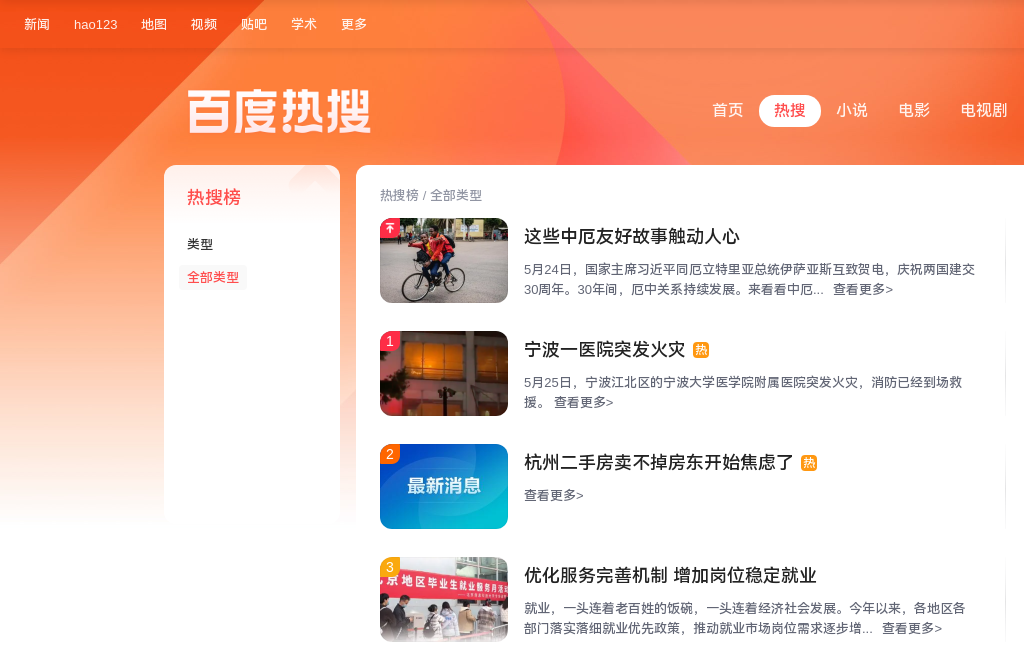 新闻 hao123 地图 视频 贴吧 学术 更多
百度热搜
首页 热搜 小说 电影 电视剧
热搜榜
类型
全部类型
热搜榜 / 全部类型
这些中厄友好故事触动人心
5月24日，国家主席习近平同厄立特里亚总统伊萨亚斯互致贺电，庆祝两国建交
30周年。30年间，厄中关系持续发展。来看看中厄... 查看更多>
1
宁波一医院突发火灾 热
5月25日，宁波江北区的宁波大学医学院附属医院突发火灾，消防已经到场救
援。 查看更多>
2
最新消息
杭州二手房卖不掉房东开始焦虑了 热
查看更多>
3
京地区毕业生就业服务月活动
优化服务完善机制 增加岗位稳定就业
就业，一头连着老百姓的饭碗，一头连着经济社会发展。今年以来，各地区各
部门落实落细就业优先政策，推动就业市场岗位需求逐步增... 查看更多>